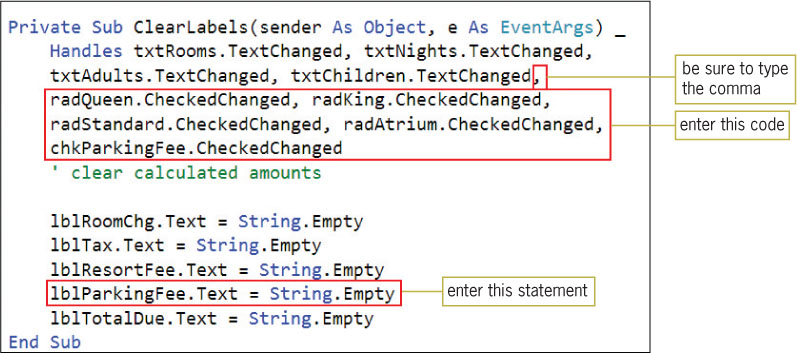 Private Sub ClearLabels(sender As Object, e As EventArgs) _
Handles txtRooms.TextChanged, txtNights.TextChanged,
txtAdults.TextChanged, txtChildren.TextChanged,
be sure to type
the comma
radQueen.CheckedChanged, radKing.CheckedChanged,
radStandard.CheckedChanged, radAtrium.CheckedChanged,
enter this code
chkParkingFee.CheckedChanged
' clear calculated amounts
lblRoomChg.Text = String.Empty
lblTax.Text = String.Empty
lblResortFee.Text = String.Empty
lblParkingFee.Text = String.Empty
enter this statement
lblTotalDue.Text = String.Empty
End Sub